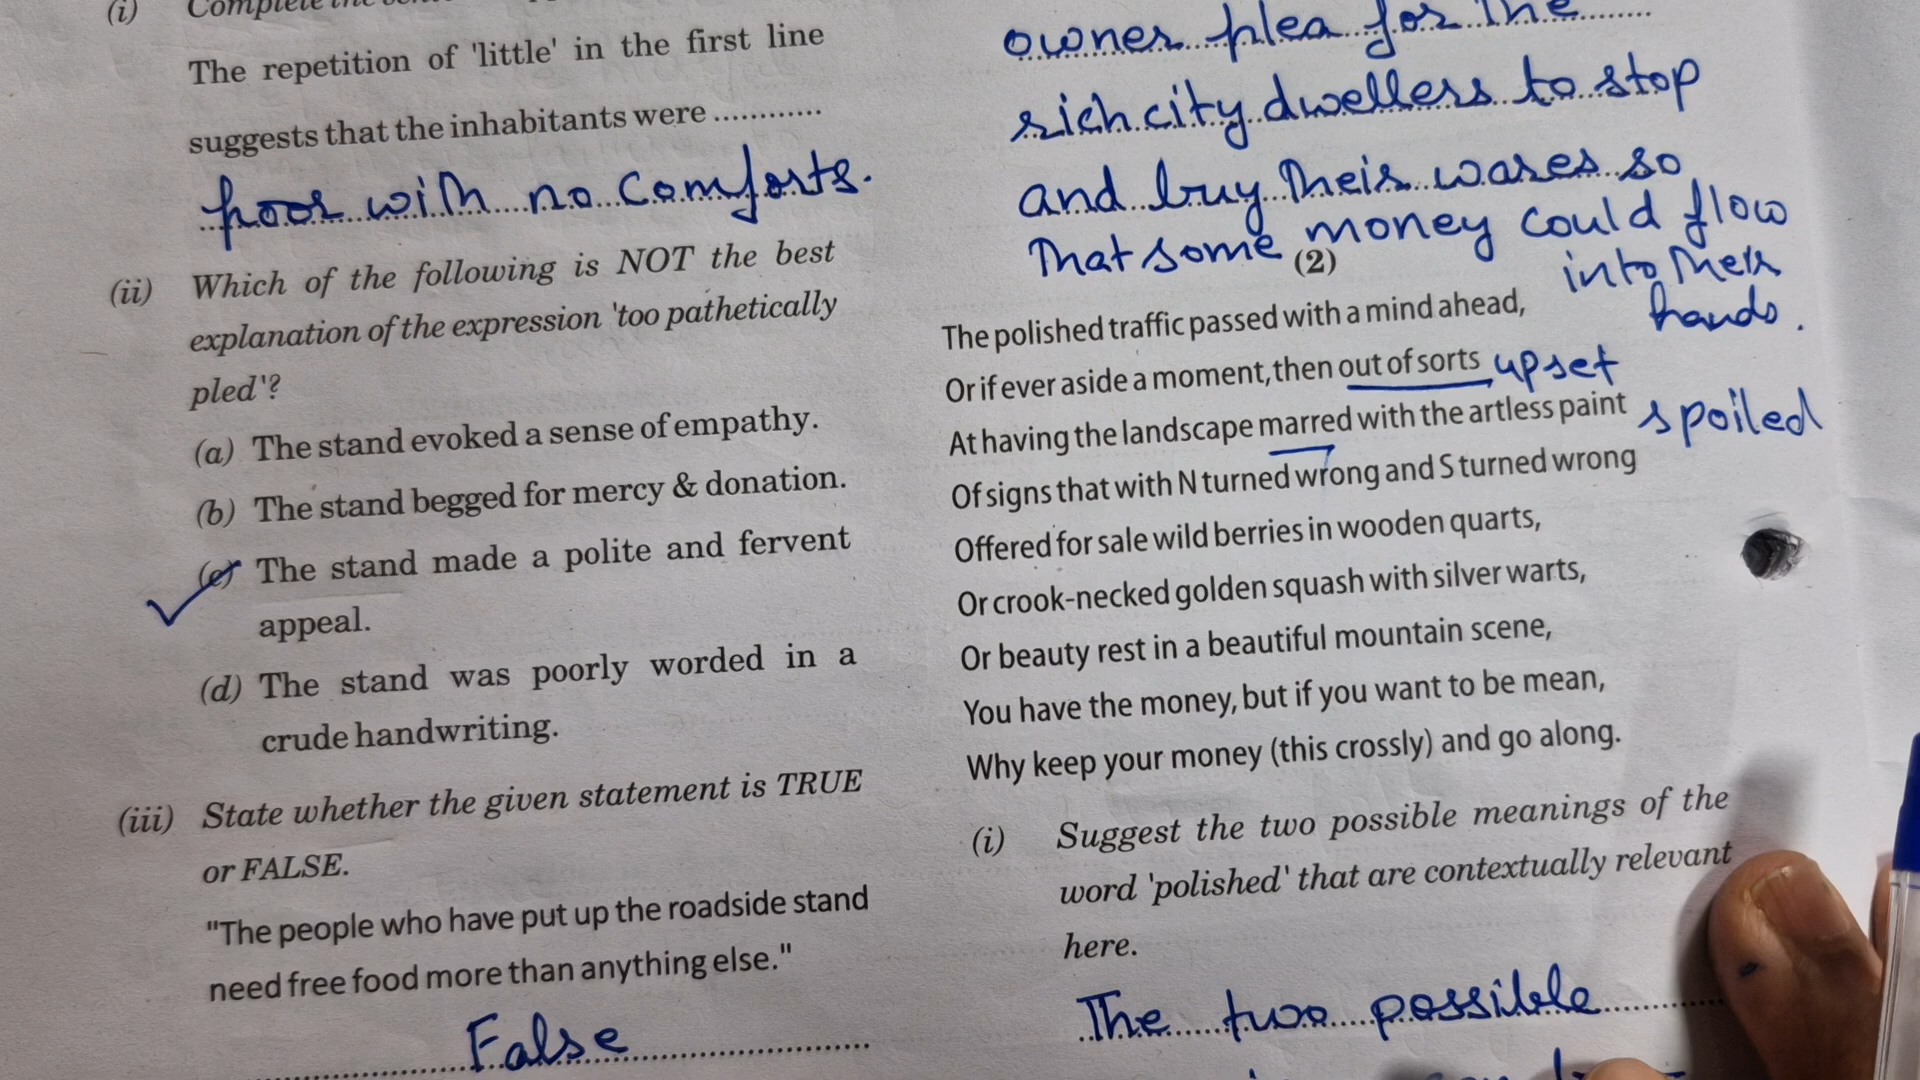 (i) Complete the
The repetition of 'little' in the first line
suggests that the inhabitants were ............
poor with no comforts.
(ii) Which of the following is NOT the best
explanation of the expression 'too pathetically
pled'?
(a) The stand evoked a sense of empathy.
(b) The stand begged for mercy & donation.
(c) The stand made a polite and fervent
appeal.
(d) The stand was poorly worded in a
crude handwriting.
(iii) State whether the given statement is TRUE
or FALSE.
"The people who have put up the roadside stand
need free food more than anything else."
False
owner plea for the
rich city dwellers to stop
and buy their wares so
that some money could flow
into their
hands.
(2)
The polished traffic passed with a mind ahead,
Or if ever aside a moment, then out of sorts upset
At having the landscape marred with the artless paint spoiled
Of signs that with N turned wrong and S turned wrong
Offered for sale wild berries in wooden quarts,
Or crook-necked golden squash with silver warts,
Or beauty rest in a beautiful mountain scene,
You have the money, but if you want to be mean,
Why keep your money (this crossly) and go along.
(i) Suggest the two possible meanings of the
word 'polished' that are contextually relevant
here.
The two possible